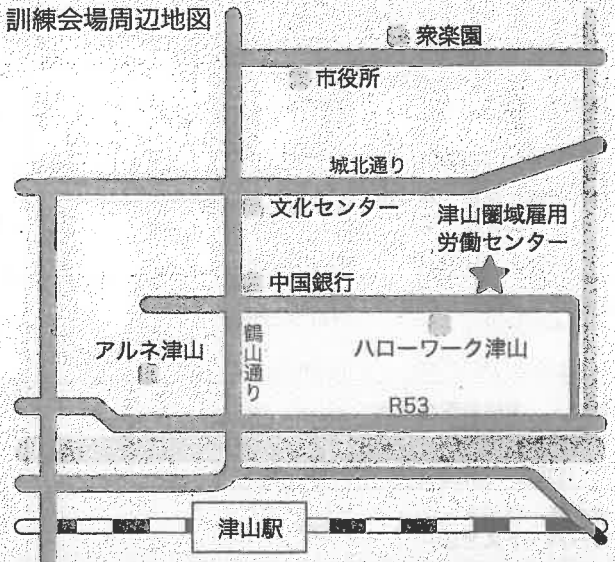 訓練会場周辺地図
衆楽園
市役所
城北通り
文化センター
津山圏域雇用
労働センター
中国銀行
鶴山通り
アルネ津山
ハローワーク津山
R53
津山駅